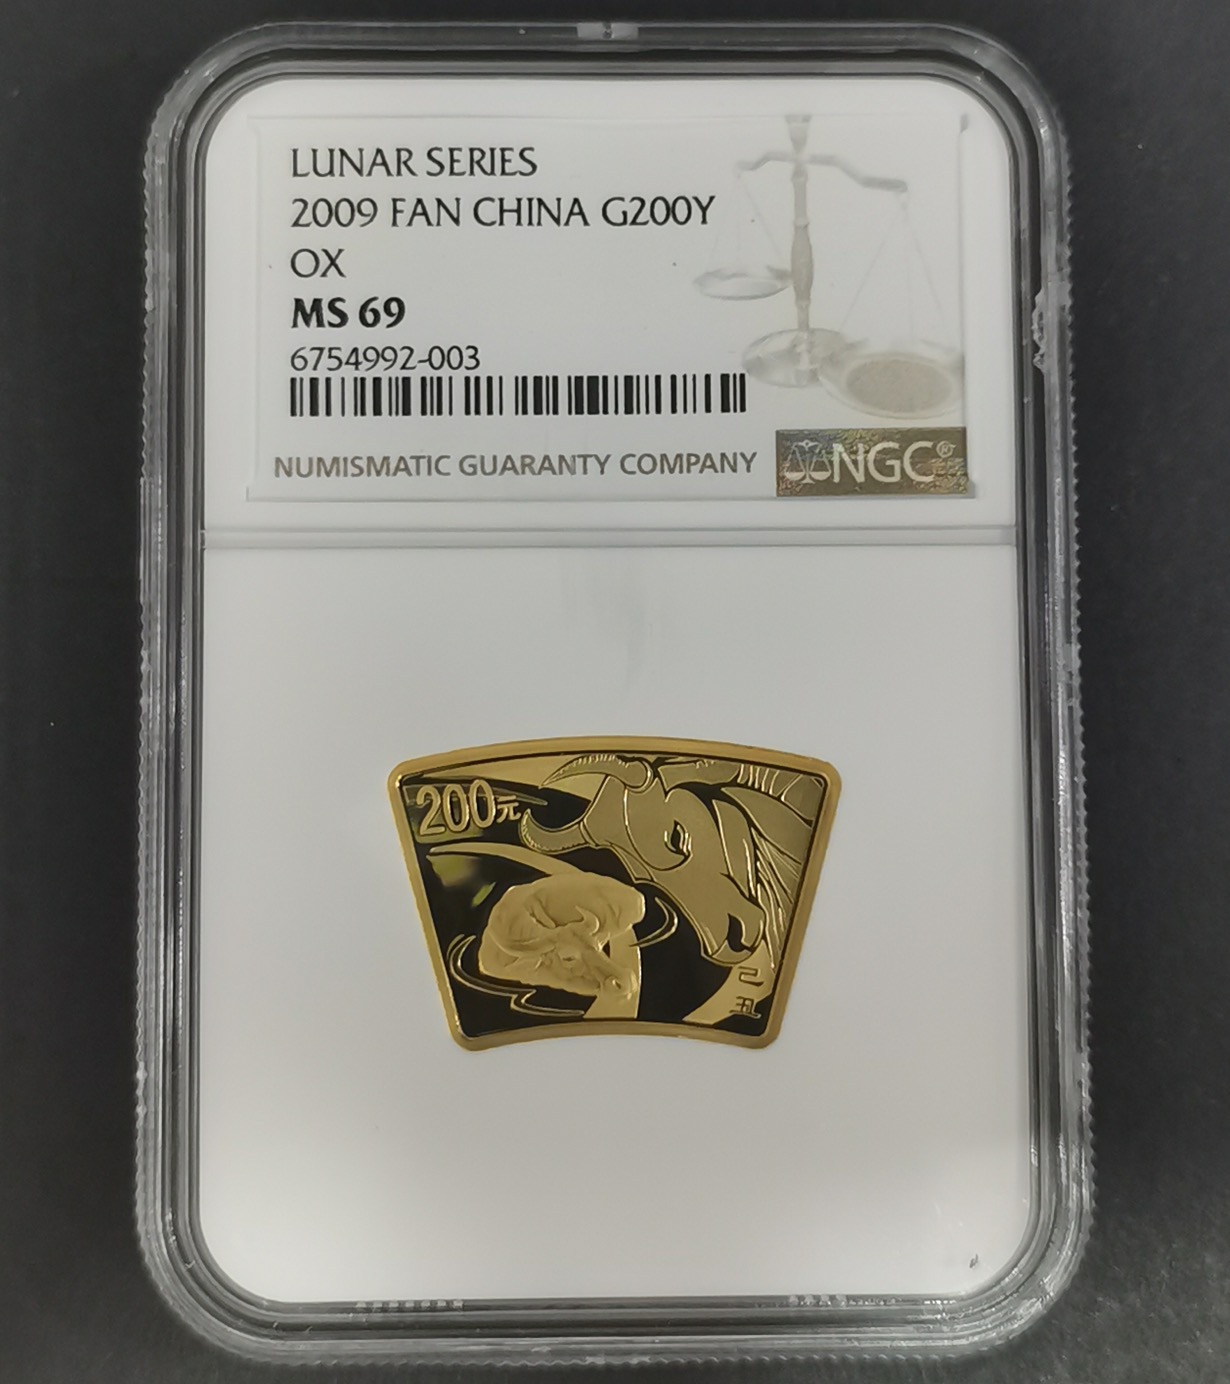 LUNAR SERIES
2009 FAN CHINA G200Y
OX
MS 69
6754992-003
NUMISMATIC GUARANTY COMPANY
NGC®
200元
己
丑